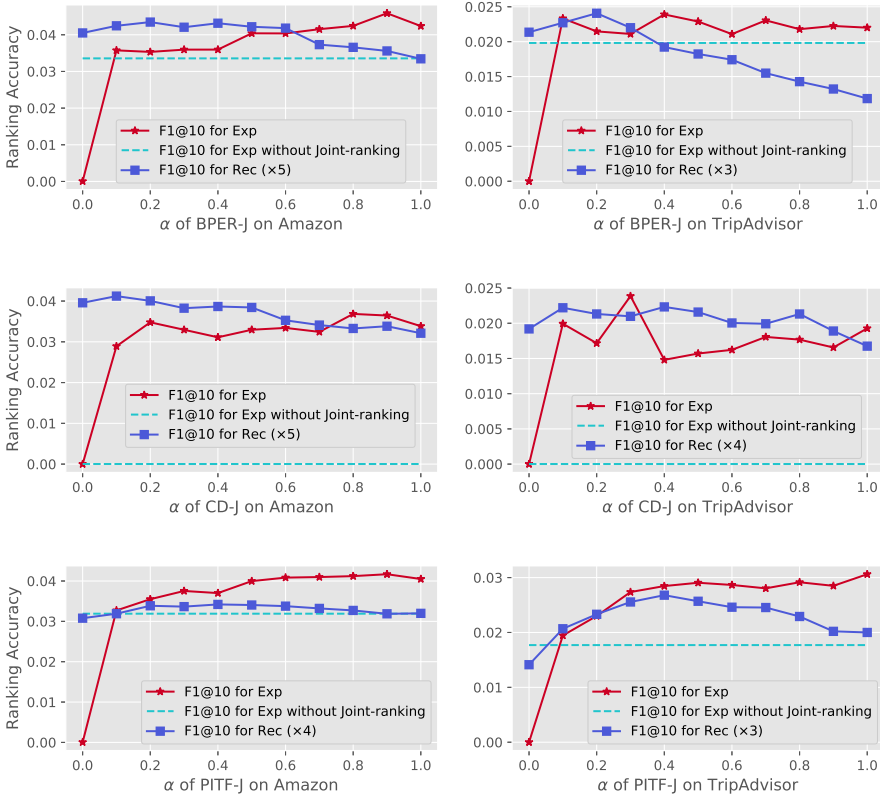 Ranking Accuracy
0.04
0.03
0.02
0.01
0.00
F1@10 for Exp
F1@10 for Exp without Joint-ranking
F1@10 for Rec (×5)
0.0 0.2 0.4 0.6 0.8 1.0
α of BPER-J on Amazon
0.025
0.020
0.015
0.010
0.005
0.000
F1@10 for Exp
F1@10 for Exp without Joint-ranking
F1@10 for Rec (×3)
0.0 0.2 0.4 0.6 0.8 1.0
α of BPER-J on TripAdvisor
Ranking Accuracy
0.04
0.03
0.02
0.01
0.00
F1@10 for Exp
F1@10 for Exp without Joint-ranking
F1@10 for Rec (×5)
0.0 0.2 0.4 0.6 0.8 1.0
α of CD-J on Amazon
0.025
0.020
0.015
0.010
0.005
0.000
F1@10 for Exp
F1@10 for Exp without Joint-ranking
F1@10 for Rec (×4)
0.0 0.2 0.4 0.6 0.8 1.0
α of CD-J on TripAdvisor
Ranking Accuracy
0.04
0.03
0.02
0.01
0.00
F1@10 for Exp
F1@10 for Exp without Joint-ranking
F1@10 for Rec (×4)
0.0 0.2 0.4 0.6 0.8 1.0
α of PITF-J on Amazon
0.03
0.02
0.01
0.00
F1@10 for Exp
F1@10 for Exp without Joint-ranking
F1@10 for Rec (×3)
0.0 0.2 0.4 0.6 0.8 1.0
α of PITF-J on TripAdvisor